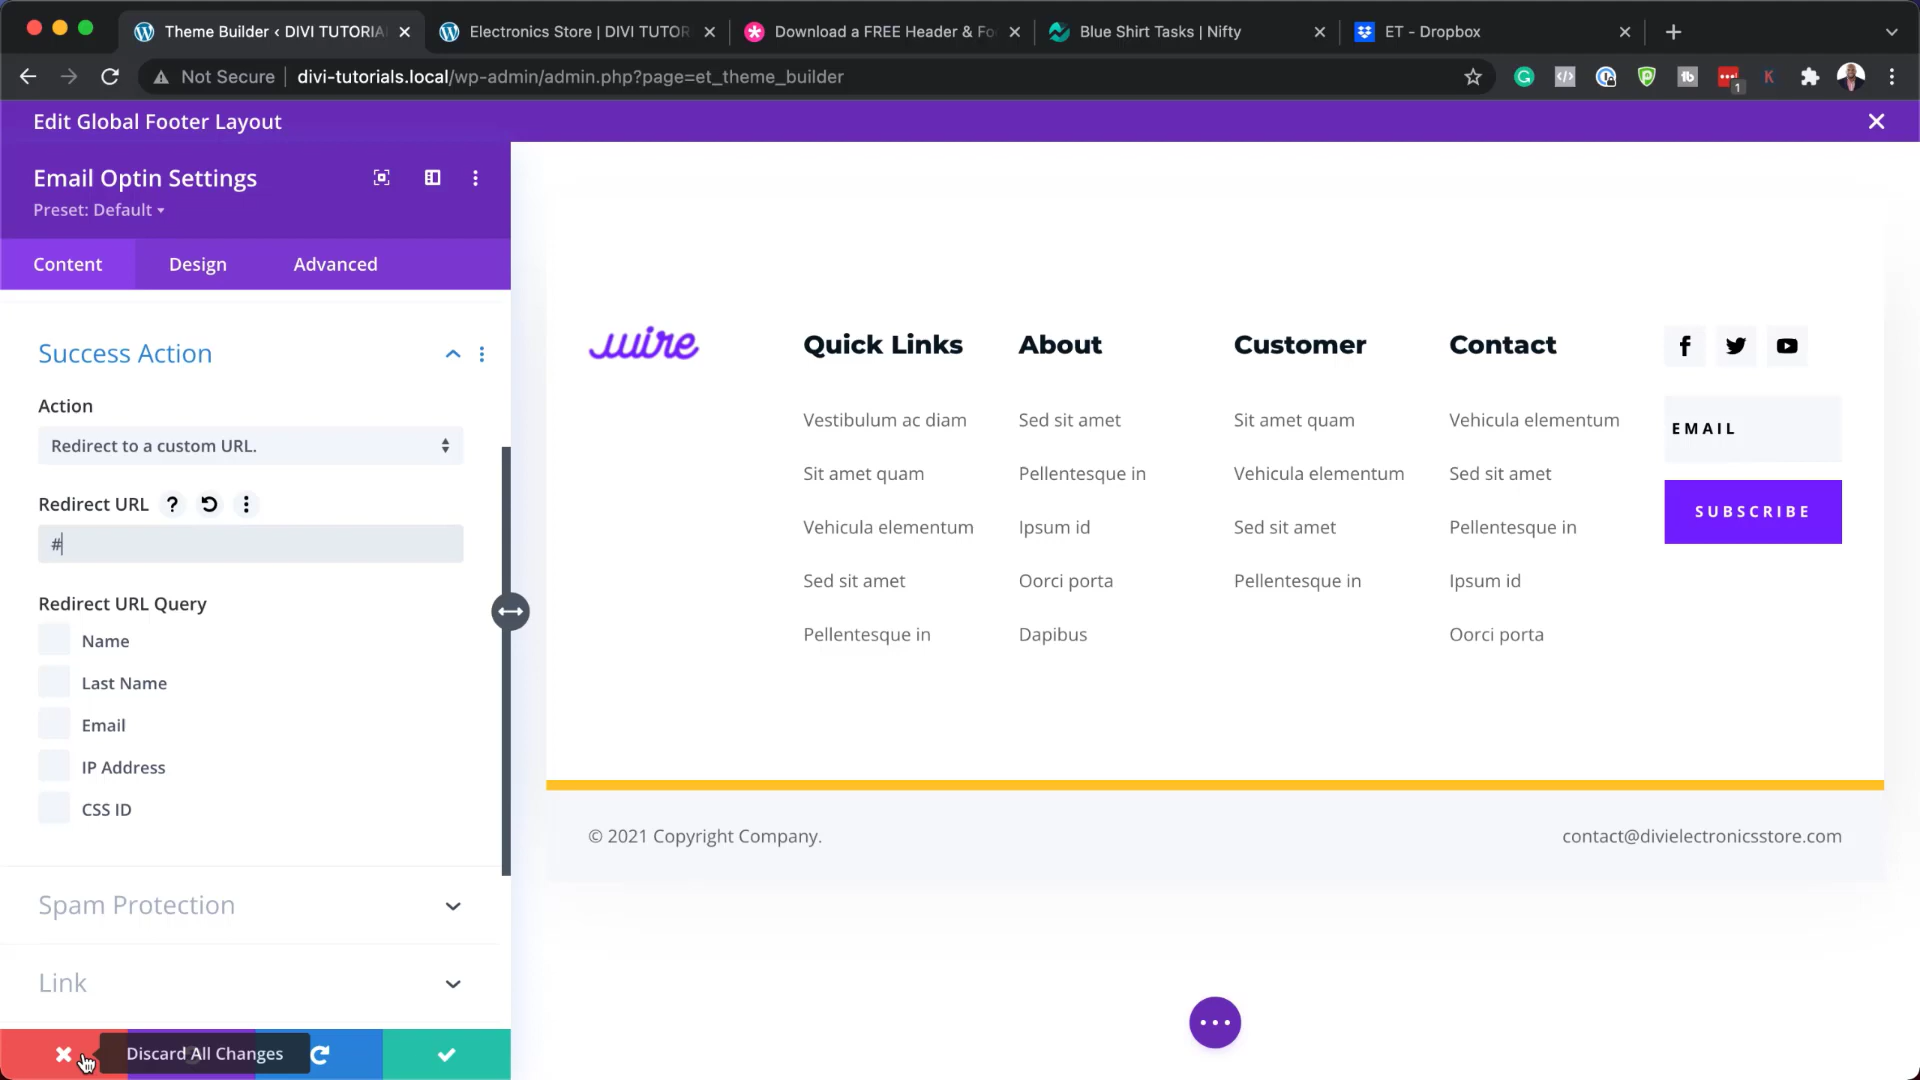 Theme Builder ‹ DIVI TUTORIA
Electronics Store | DIVI TUTOR
Download a FREE Header & Fo
Blue Shirt Tasks | Nifty
ET - Dropbox
Not Secure
divi-tutorials.local/wp-admin/admin.php?page=et_theme_builder
1
Edit Global Footer Layout
Email Optin Settings
Preset: Default
Content
Design
Advanced
Success Action
Action
Redirect to a custom URL.
Redirect URL
#
Redirect URL Query
Name
Last Name
Email
IP Address
CSS ID
Spam Protection
Link
Discard All Changes
wire
Quick Links
Vestibulum ac diam
Sit amet quam
Vehicula elementum
Sed sit amet
Pellentesque in
About
Sed sit amet
Pellentesque in
Ipsum id
Oorci porta
Dapibus
Customer
Sit amet quam
Vehicula elementum
Sed sit amet
Pellentesque in
Contact
Vehicula elementum
Sed sit amet
Pellentesque in
Ipsum id
Oorci porta
EMAIL
SUBSCRIBE
© 2021 Copyright Company.
contact@divielectronicsstore.com